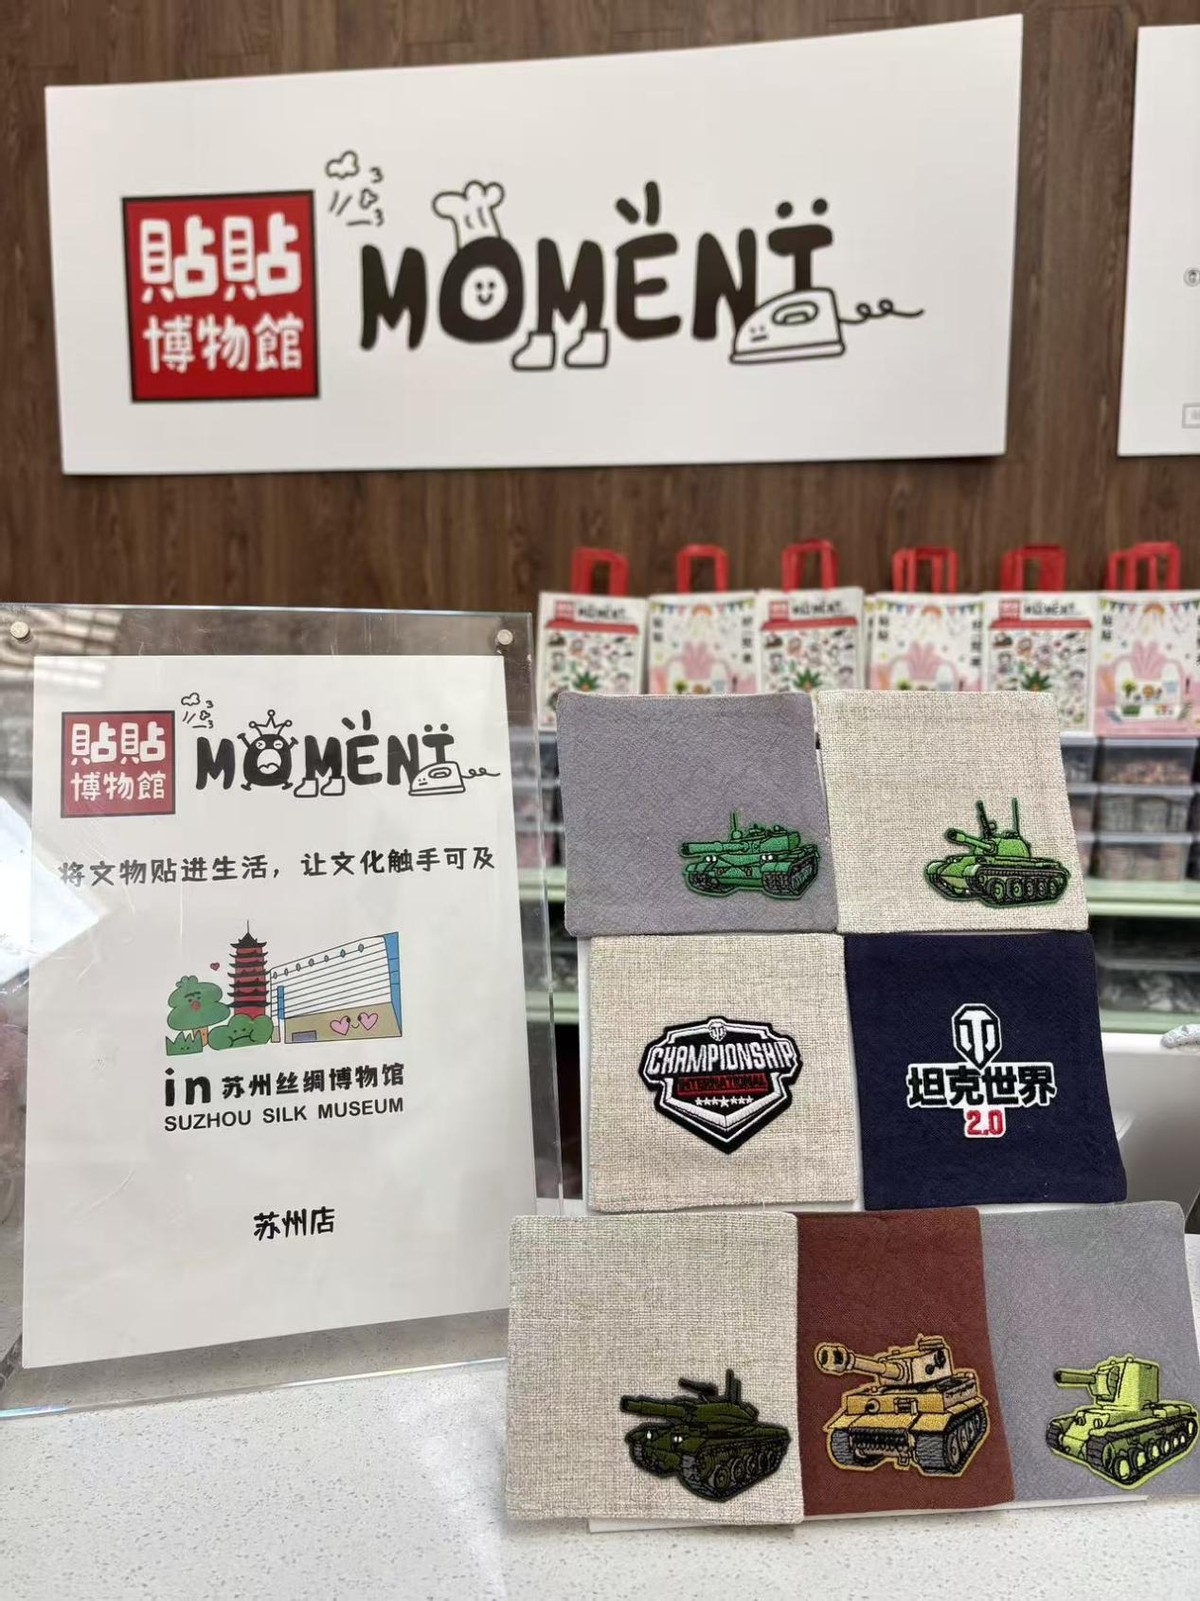 貼貼
博物館
MOMENT
貼貼
博物館
MOMENT
将文物贴进生活，让文化触手可及
in 苏州丝绸博物馆
SUZHOU SILK MUSEUM
苏州店
CHAMPIONSHIP
INTERNATIONAL
坦克世界
2.0